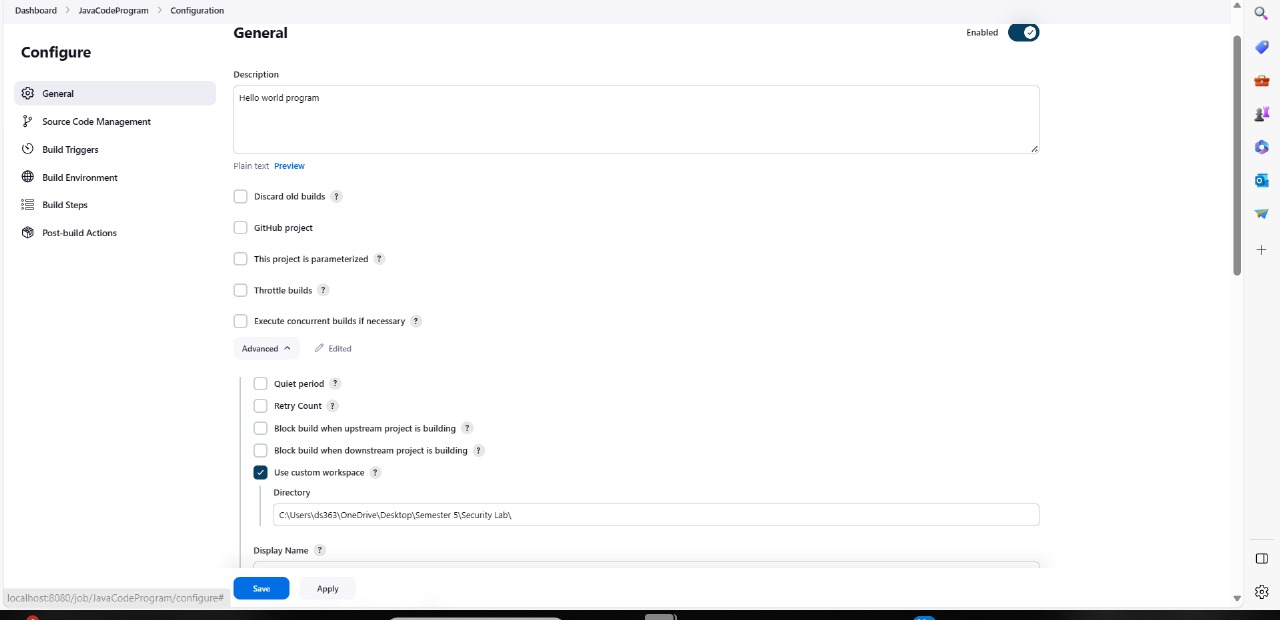 Dashboard > JavaCodeProgram > Configuration
Configure
General
Source Code Management
Build Triggers
Build Environment
Build Steps
Post-build Actions
General
Enabled
Description
Hello world program
Plain text Preview
Discard old builds ?
GitHub project
This project is parameterized ?
Throttle builds ?
Execute concurrent builds if necessary ?
Advanced
Edited
Quiet period ?
Retry Count ?
Block build when upstream project is building ?
Block build when downstream project is building ?
Use custom workspace ?
Directory
C:\Users\ds363\OneDrive\Desktop\Semester 5\Security Lab\
Display Name ?
Save
Apply
localhost:8080/job/JavaCodeProgram/configure#